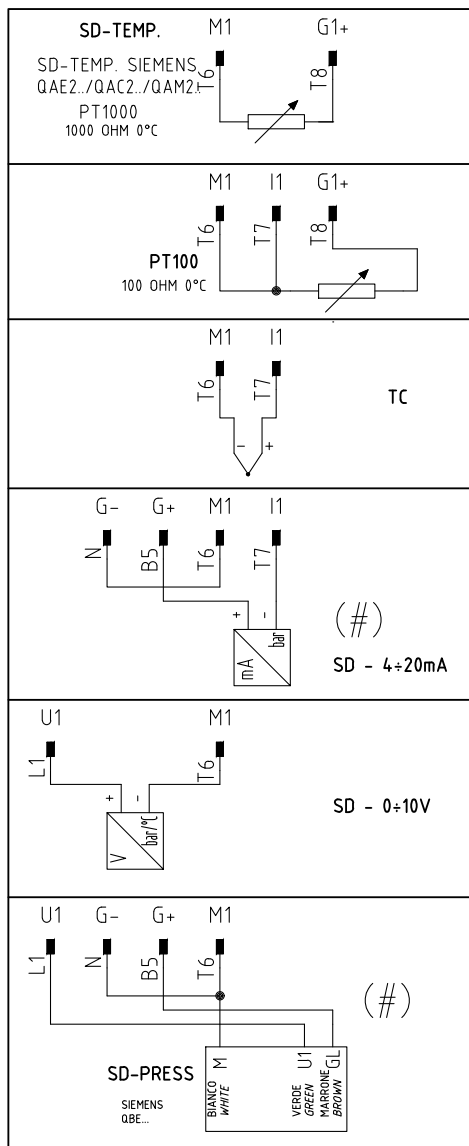 SD-TEMP.
M1 G1+
SD-TEMP. SIEMENS
QAE2../QAC2../QAM2..
PT1000
1000 OHM 0°C
T6 T8
M1 I1 G1+
T6 T7 T8
PT100
100 OHM 0°C
M1 I1
T6 T7
TC
- +
G- G+ M1 I1
N B5 T6 T7
+ -
mA bar
(#)
SD - 4÷20mA
U1 M1
L1 T6
+ -
V bar/°C
SD - 0÷10V
U1 G- G+ M1
L1 N B5 T6
(#)
SD-PRESS
SIEMENS
QBE...
M U1 GL
BIANCO VERDE MARRONE
WHITE GREEN BROWN